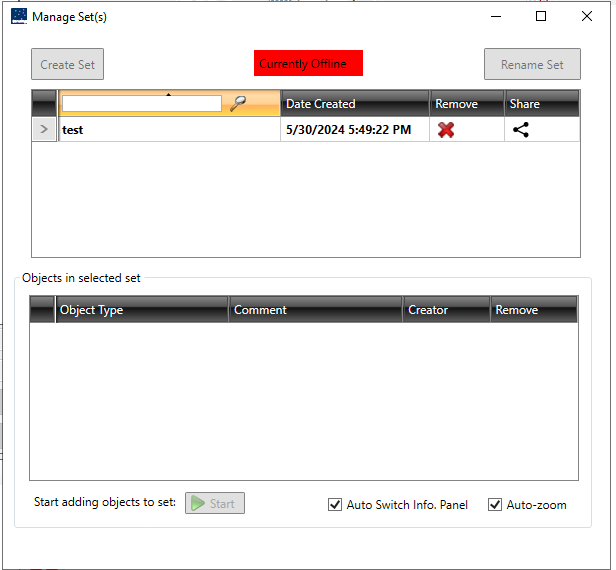 Manage Set(s)
Create Set
Currently Offline
Rename Set
Date Created
Remove
Share
test
5/30/2024 5:49:22 PM
Objects in selected set
Object Type
Comment
Creator
Remove
Start adding objects to set:
Start
Auto Switch Info. Panel
Auto-zoom